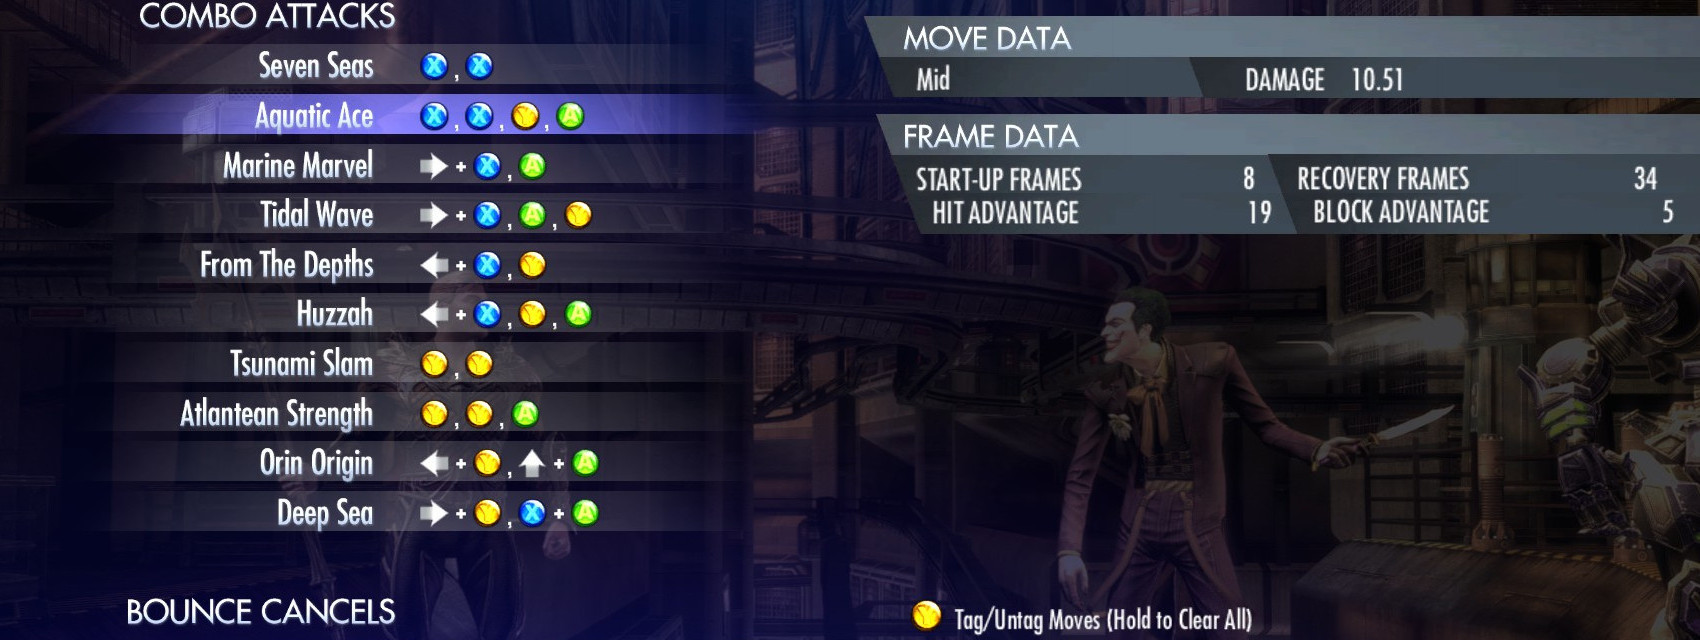 COMBO ATTACKS
Seven Seas X , X
Aquatic Ace X , X , Y , A
Marine Marvel + X , A
Tidal Wave + X , A , Y
From The Depths + X , Y
Huzzah + X , Y , A
Tsunami Slam Y , Y
Atlantean Strength Y , Y , A
Orin Origin + Y , + A
Deep Sea + Y , X + A
BOUNCE CANCELS
MOVE DATA
Mid DAMAGE 10.51
FRAME DATA
START-UP FRAMES 8 RECOVERY FRAMES 34
HIT ADVANTAGE 19 BLOCK ADVANTAGE 5
Y Tag/Untag Moves (Hold to Clear All)